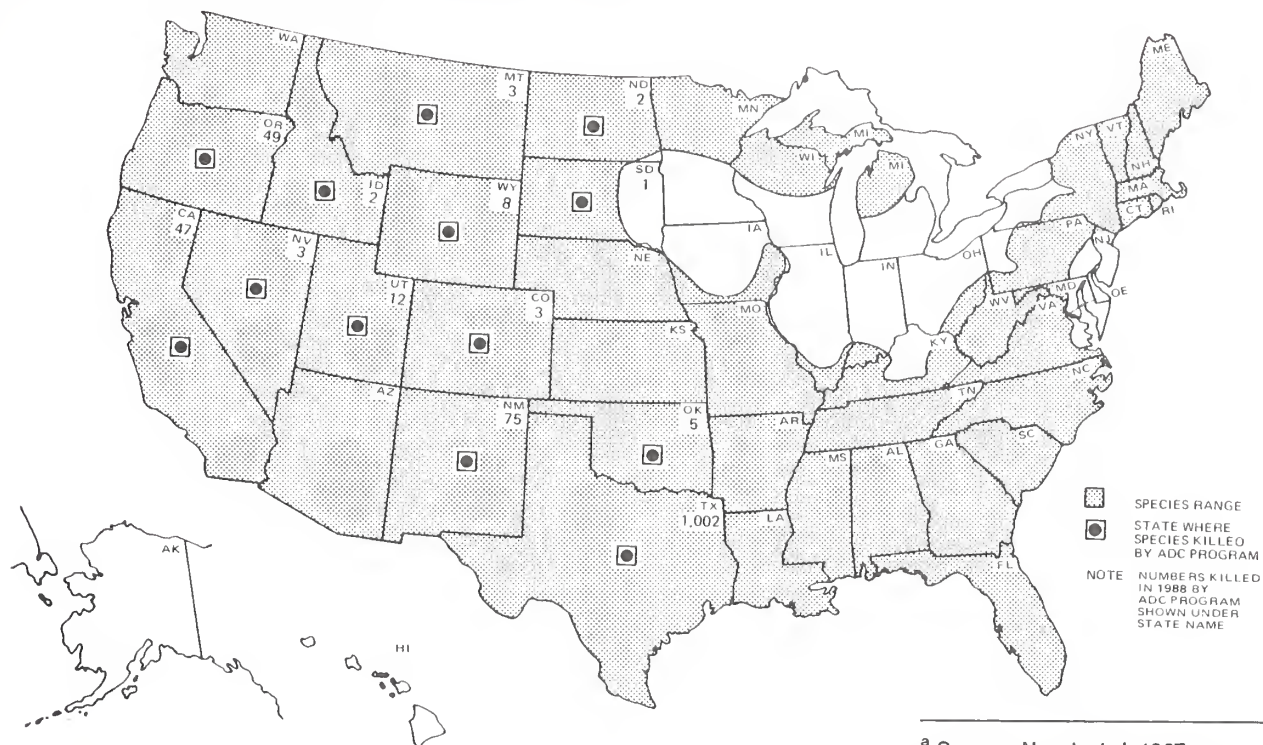 WA
MT
3
ND
2
MN
ME
OR
49
ID
2
WY
8
SD
1
WI
MI
MI
NY
VT
NH
MA
CT
RI
CA
47
NV
3
UT
12
CO
3
NE
IA
IL
IN
OH
PA
NJ
MD
DE
WV
VA
KS
MO
KY
AZ
NM
75
OK
5
AR
TN
NC
SC
MS
AL
GA
TX
1,002
LA
FL
AK
HI
SPECIES RANGE
STATE WHERE
SPECIES KILLED
BY ADC PROGRAM
NOTE NUMBERS KILLED
IN 1988 BY
ADC PROGRAM
SHOWN UNDER
STATE NAME